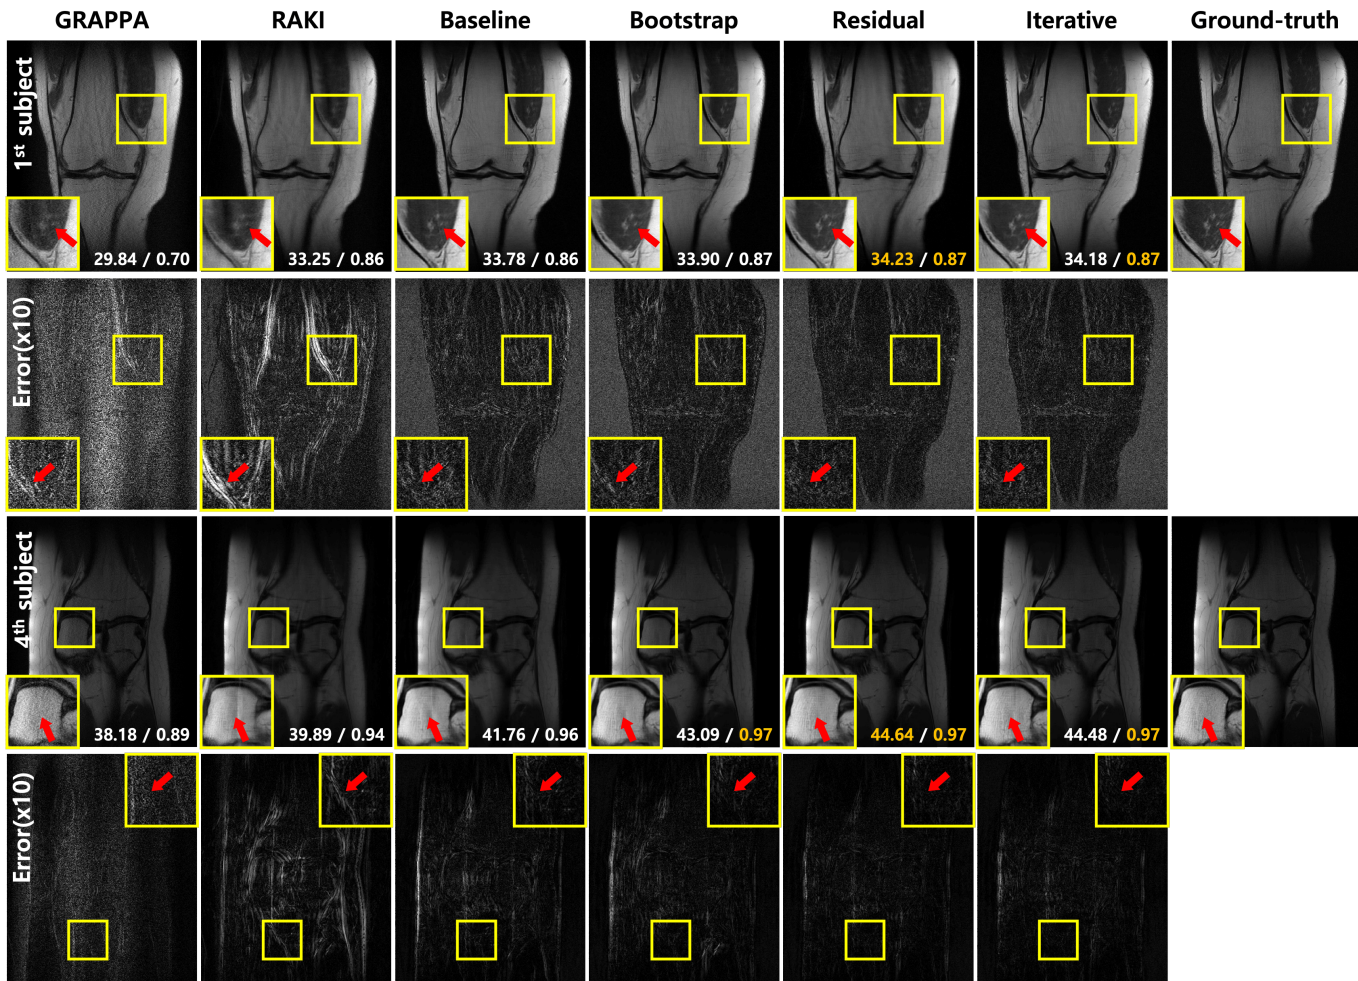 GRAPPA RAKI Baseline Bootstrap Residual Iterative Ground-truth
1st subject
29.84 / 0.70 33.25 / 0.86 33.78 / 0.86 33.90 / 0.87 34.23 / 0.87 34.18 / 0.87
Error(x10)
4th subject
38.18 / 0.89 39.89 / 0.94 41.76 / 0.96 43.09 / 0.97 44.64 / 0.97 44.48 / 0.97
Error(x10)